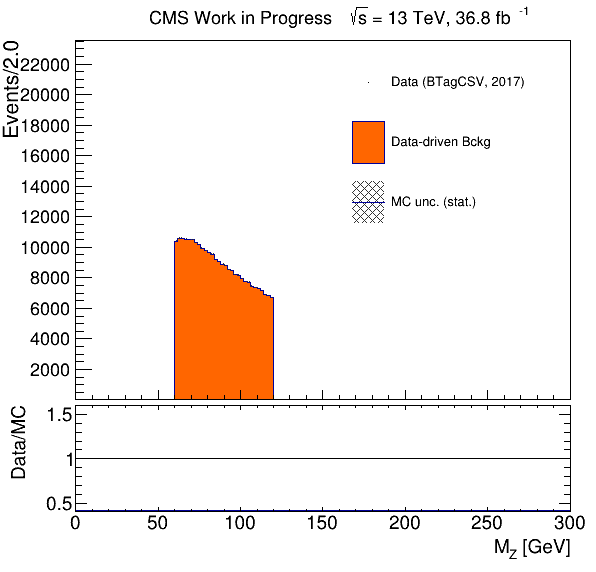 CMS Work in Progress √s = 13 TeV, 36.8 fb⁻¹
Events/2.0
22000
20000
18000
16000
14000
12000
10000
8000
6000
4000
2000
Data (BTagCSV, 2017)
Data-driven Bckg
MC unc. (stat.)
Data/MC
1.5
1
0.5
0 50 100 150 200 250 300
M_Z [GeV]